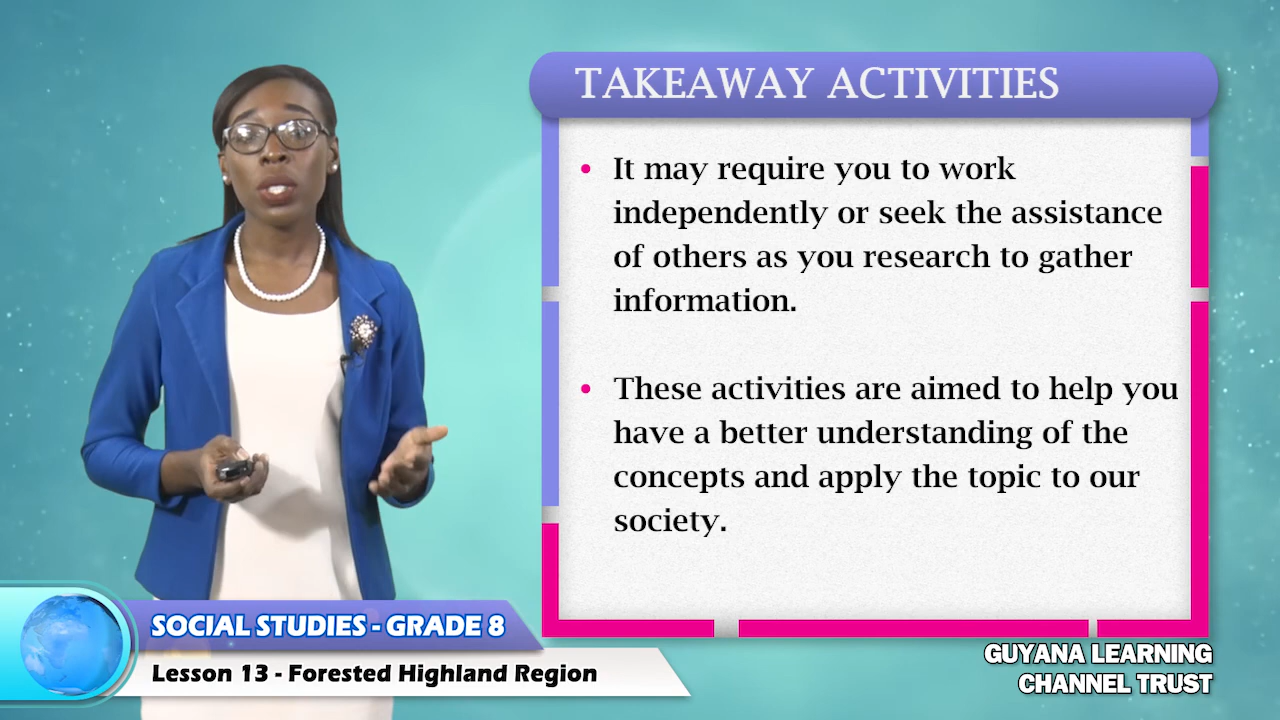 TAKEAWAY ACTIVITIES
• It may require you to work
independently or seek the assistance
of others as you research to gather
information.
• These activities are aimed to help you
have a better understanding of the
concepts and apply the topic to our
society.
SOCIAL STUDIES - GRADE 8
Lesson 13 - Forested Highland Region
GUYANA LEARNING
CHANNEL TRUST